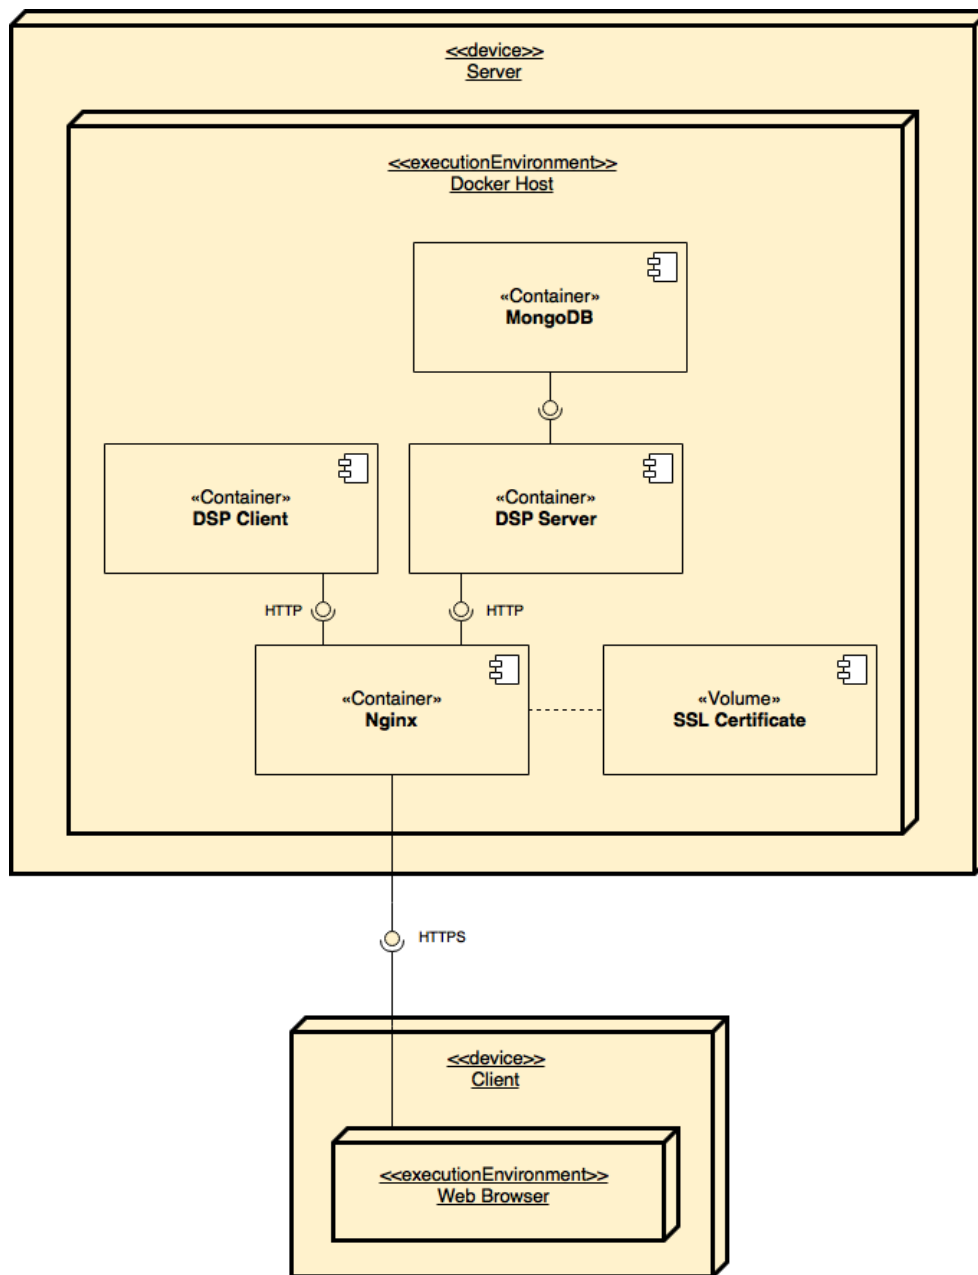 <<device>>
Server
<<executionEnvironment>>
Docker Host
«Container»
MongoDB
«Container»
DSP Client
«Container»
DSP Server
HTTP
HTTP
«Container»
Nginx
«Volume»
SSL Certificate
HTTPS
<<device>>
Client
<<executionEnvironment>>
Web Browser